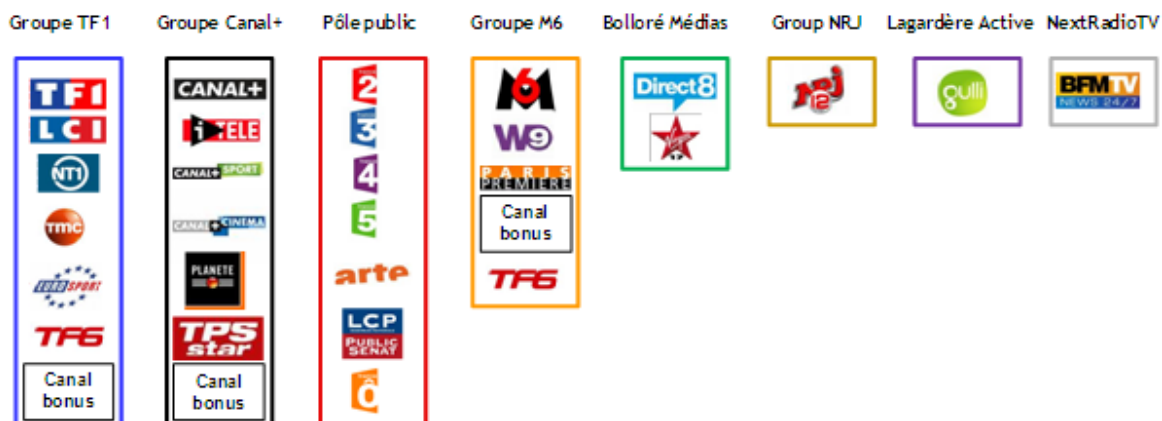 Groupe TF1
Groupe Canal+
Pôle public
Groupe M6
Bolloré Médias
Group NRJ
Lagardère Active
NextRadioTV
TF1
LCI
NT1
TMC
EUROSPORT
TF6
Canal
bonus
CANAL+
iTELE
CANAL+ SPORT
CANAL+ CINEMA
PLANETE
TPS
star
Canal
bonus
2
3
4
5
arte
LCP
PUBLIC
SENAT
Ô
M6
W9
PARIS
PREMIERE
Canal
bonus
TF6
Direct8
Virgin
NRJ
12
gulli
BFMTV
NEWS 24/7